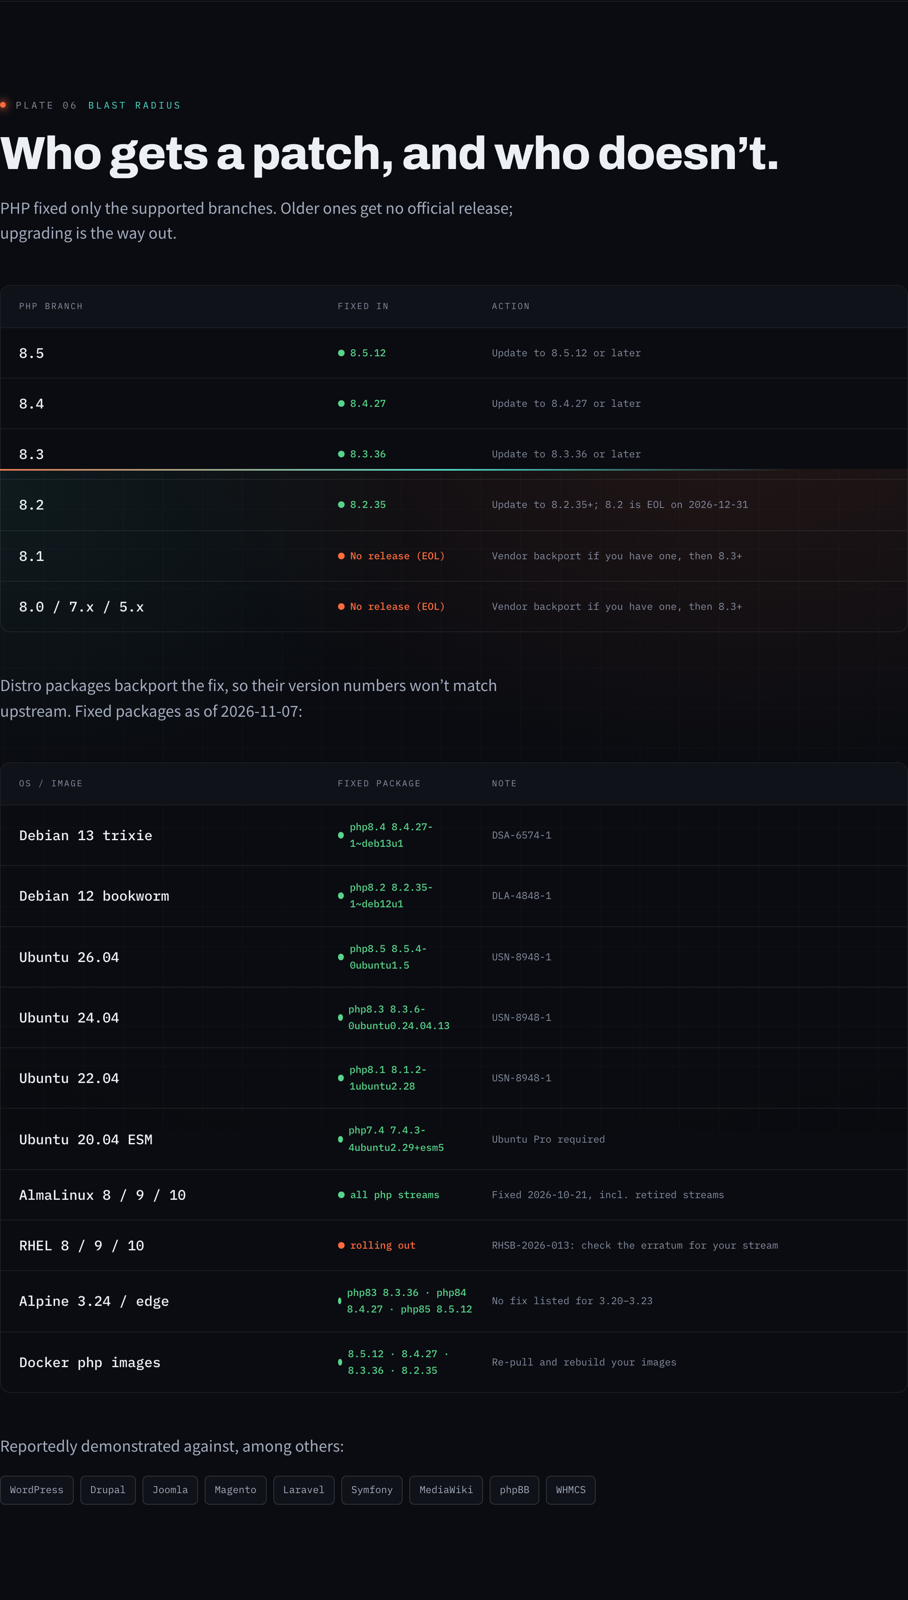 PLATE 06 BLAST RADIUS
Who gets a patch, and who doesn’t.
PHP fixed only the supported branches. Older ones get no official release;
upgrading is the way out.
PHP BRANCH FIXED IN ACTION
8.5 8.5.12 Update to 8.5.12 or later
8.4 8.4.27 Update to 8.4.27 or later
8.3 8.3.36 Update to 8.3.36 or later
8.2 8.2.35 Update to 8.2.35+; 8.2 is EOL on 2026-12-31
8.1 No release (EOL) Vendor backport if you have one, then 8.3+
8.0 / 7.x / 5.x No release (EOL) Vendor backport if you have one, then 8.3+
Distro packages backport the fix, so their version numbers won’t match
upstream. Fixed packages as of 2026-11-07:
OS / IMAGE FIXED PACKAGE NOTE
Debian 13 trixie php8.4 8.4.27- DSA-6574-1
1~deb13u1
Debian 12 bookworm php8.2 8.2.35- DLA-4848-1
1~deb12u1
Ubuntu 26.04 php8.5 8.5.4- USN-8948-1
0ubuntu1.5
Ubuntu 24.04 php8.3 8.3.6- USN-8948-1
0ubuntu0.24.04.13
Ubuntu 22.04 php8.1 8.1.2- USN-8948-1
1ubuntu2.28
Ubuntu 20.04 ESM php7.4 7.4.3- Ubuntu Pro required
4ubuntu2.29+esm5
AlmaLinux 8 / 9 / 10 all php streams Fixed 2026-10-21, incl. retired streams
RHEL 8 / 9 / 10 rolling out RHSB-2026-013: check the erratum for your stream
Alpine 3.24 / edge php83 8.3.36 · php84 No fix listed for 3.20–3.23
8.4.27 · php85 8.5.12
Docker php images 8.5.12 · 8.4.27 · Re-pull and rebuild your images
8.3.36 · 8.2.35
Reportedly demonstrated against, among others:
WordPress Drupal Joomla Magento Laravel Symfony MediaWiki phpBB WHMCS